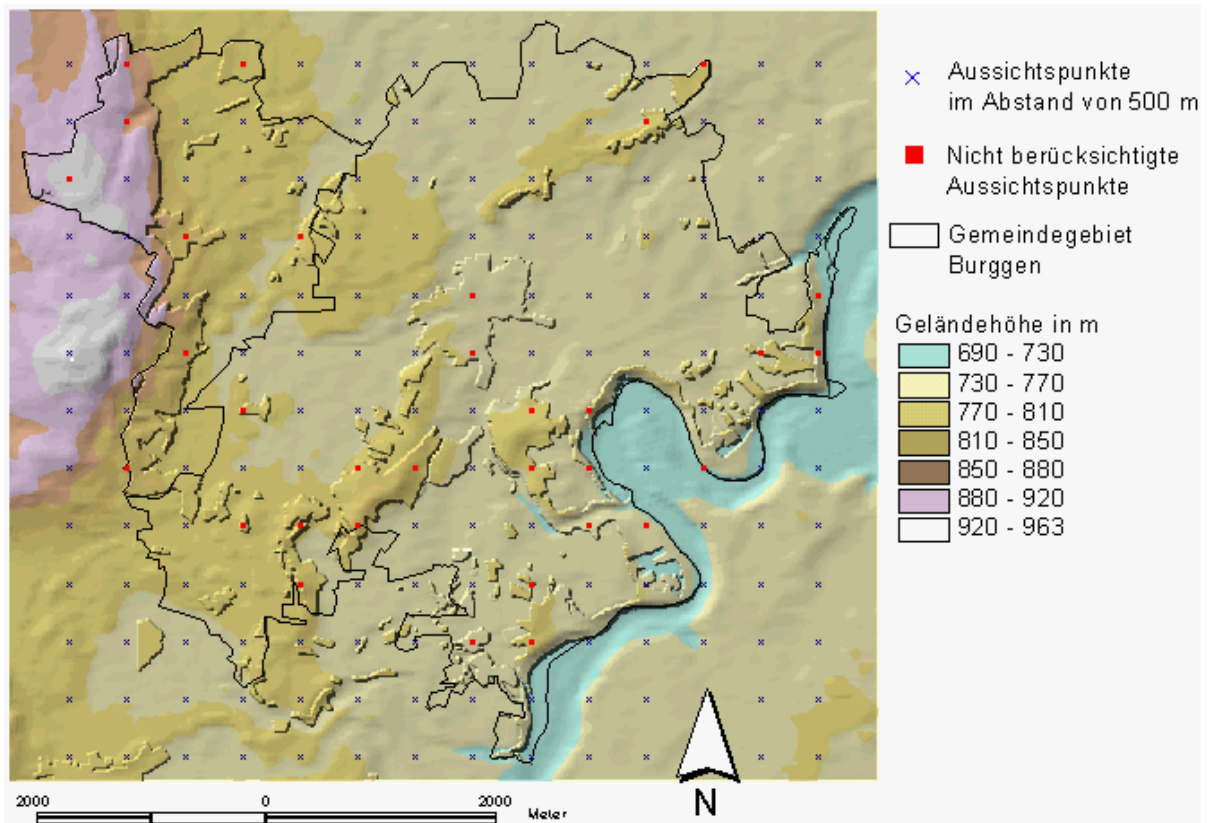 Aussichtspunkte
im Abstand von 500 m
Nicht berücksichtigte
Aussichtspunkte
Gemeindegebiet
Burggen
Geländehöhe in m
690 - 730
730 - 770
770 - 810
810 - 850
850 - 880
880 - 920
920 - 963
N
2000 0 2000 Meter